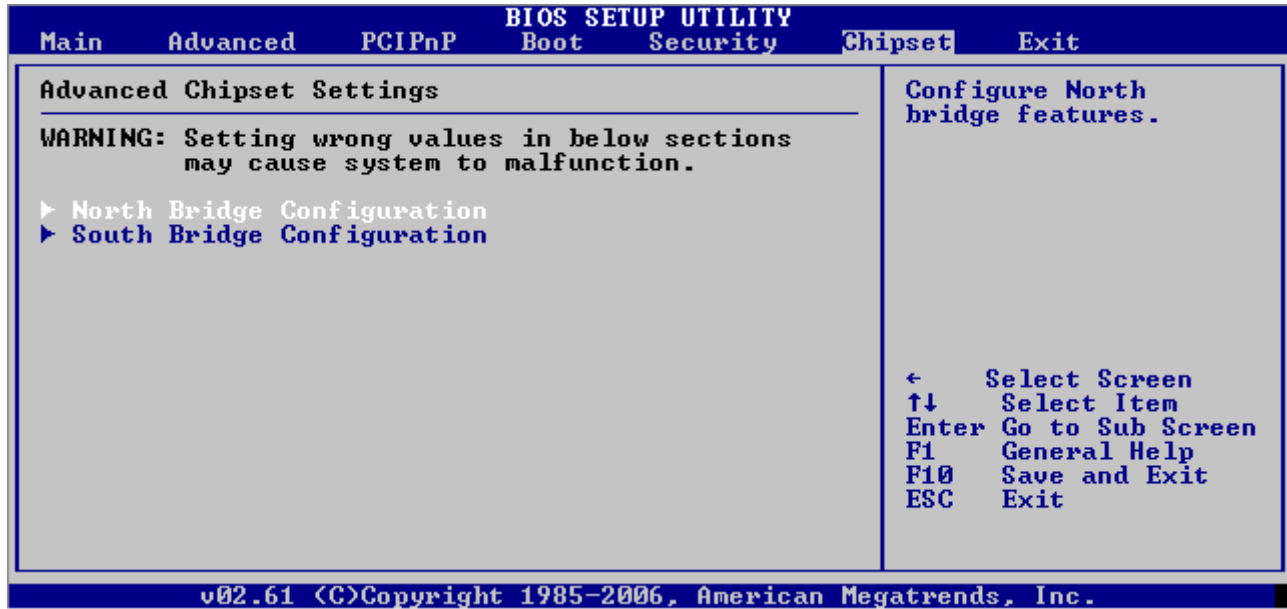 BIOS SETUP UTILITY
Main Advanced PCIPnP Boot Security Chipset Exit
Advanced Chipset Settings
WARNING: Setting wrong values in below sections
may cause system to malfunction.
▶ North Bridge Configuration
▶ South Bridge Configuration
Configure North
bridge features.
← Select Screen
↑↓ Select Item
Enter Go to Sub Screen
F1 General Help
F10 Save and Exit
ESC Exit
v02.61 (C)Copyright 1985-2006, American Megatrends, Inc.